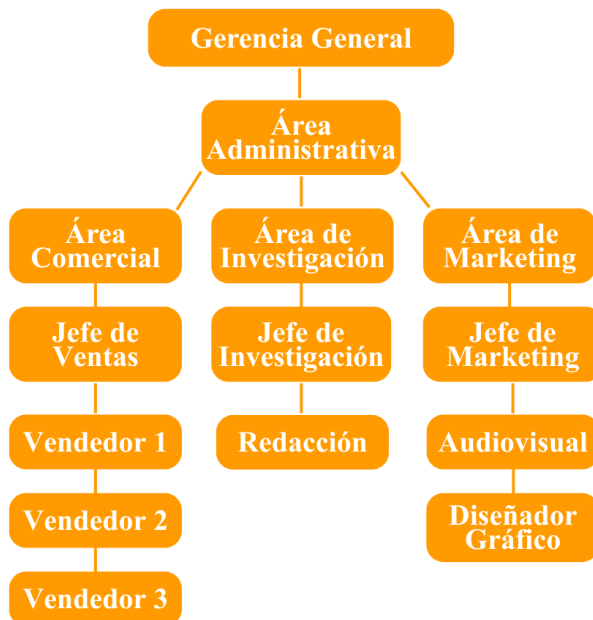 Gerencia General
Área
Administrativa
Área
Comercial
Área de
Investigación
Área de
Marketing
Jefe de
Ventas
Jefe de
Investigación
Jefe de
Marketing
Vendedor 1
Redacción
Audiovisual
Vendedor 2
Diseñador
Gráfico
Vendedor 3